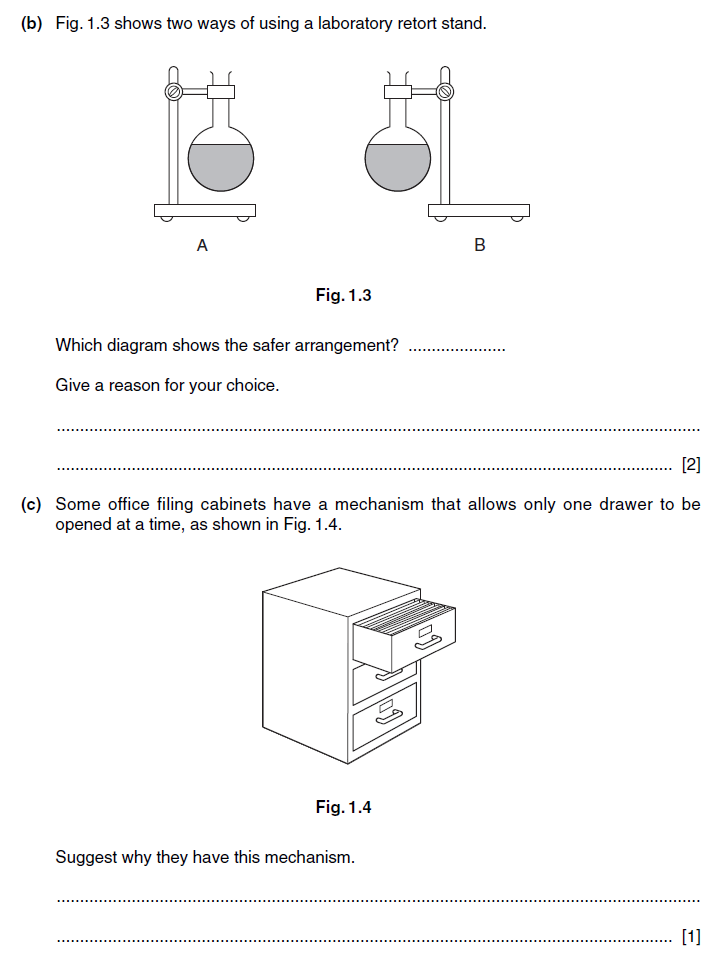 (b) Fig. 1.3 shows two ways of using a laboratory retort stand.
A
B
Fig. 1.3
Which diagram shows the safer arrangement? .....................
Give a reason for your choice.
..........................................................................................................................................
..................................................................................................................................... [2]
(c) Some office filing cabinets have a mechanism that allows only one drawer to be
opened at a time, as shown in Fig. 1.4.
Fig. 1.4
Suggest why they have this mechanism.
..........................................................................................................................................
..................................................................................................................................... [1]